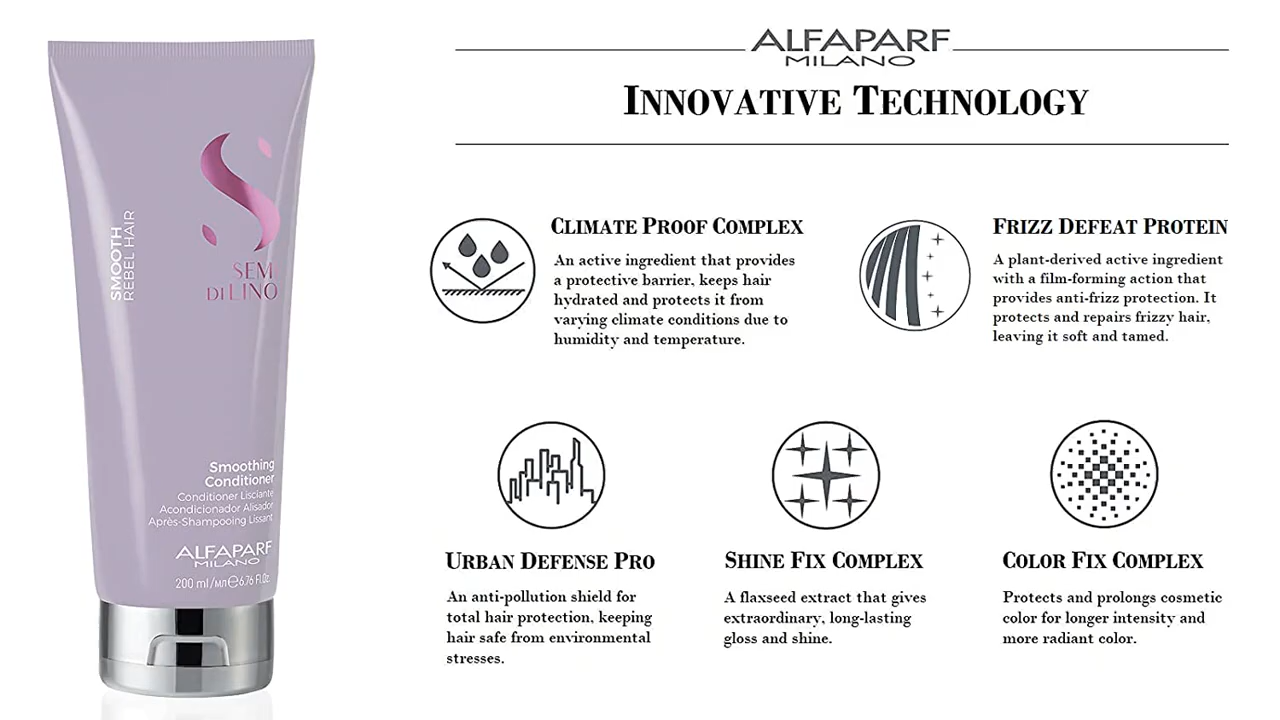 SMOOTH
REBEL HAIR
SEMI
DI LINO
Smoothing
Conditioner
Conditioner Lisciante
Acondicionador Alisador
Après-Shampooing Lissant
ALFAPARF
MILANO
200 ml /мл℮6.76 Fl.Oz.
ALFAPARF
MILANO
INNOVATIVE TECHNOLOGY
CLIMATE PROOF COMPLEX
An active ingredient that provides
a protective barrier, keeps hair
hydrated and protects it from
varying climate conditions due to
humidity and temperature.
FRIZZ DEFEAT PROTEIN
A plant-derived active ingredient
with a film-forming action that
provides anti-frizz protection. It
protects and repairs frizzy hair,
leaving it soft and tamed.
URBAN DEFENSE PRO
An anti-pollution shield for
total hair protection, keeping
hair safe from environmental
stresses.
SHINE FIX COMPLEX
A flaxseed extract that gives
extraordinary, long-lasting
gloss and shine.
COLOR FIX COMPLEX
Protects and prolongs cosmetic
color for longer intensity and
more radiant color.